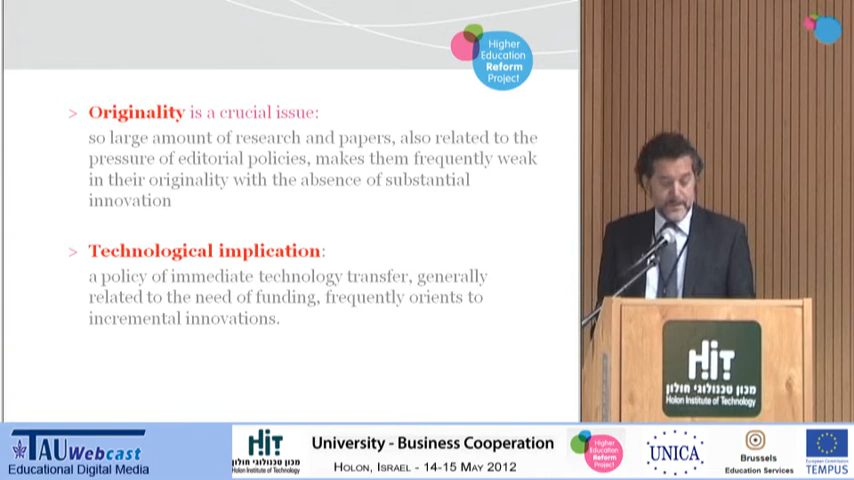 Higher
Education
Reform
Project
> Originality is a crucial issue:
so large amount of research and papers, also related to the
pressure of editorial policies, makes them frequently weak
in their originality with the absence of substantial
innovation
> Technological implication:
a policy of immediate technology transfer, generally
related to the need of funding, frequently orients to
incremental innovations.
HiT
מכון טכנולוגי חולון
Holon Institute of Technology
TAU Webcast
Educational Digital Media
HiT
מכון טכנולוגי חולון
Holon Institute of Technology
University - Business Cooperation
Holon, Israel - 14-15 May 2012
Higher
Education
Reform
Project
UNICA
Brussels
Education Services
European Commission
TEMPUS